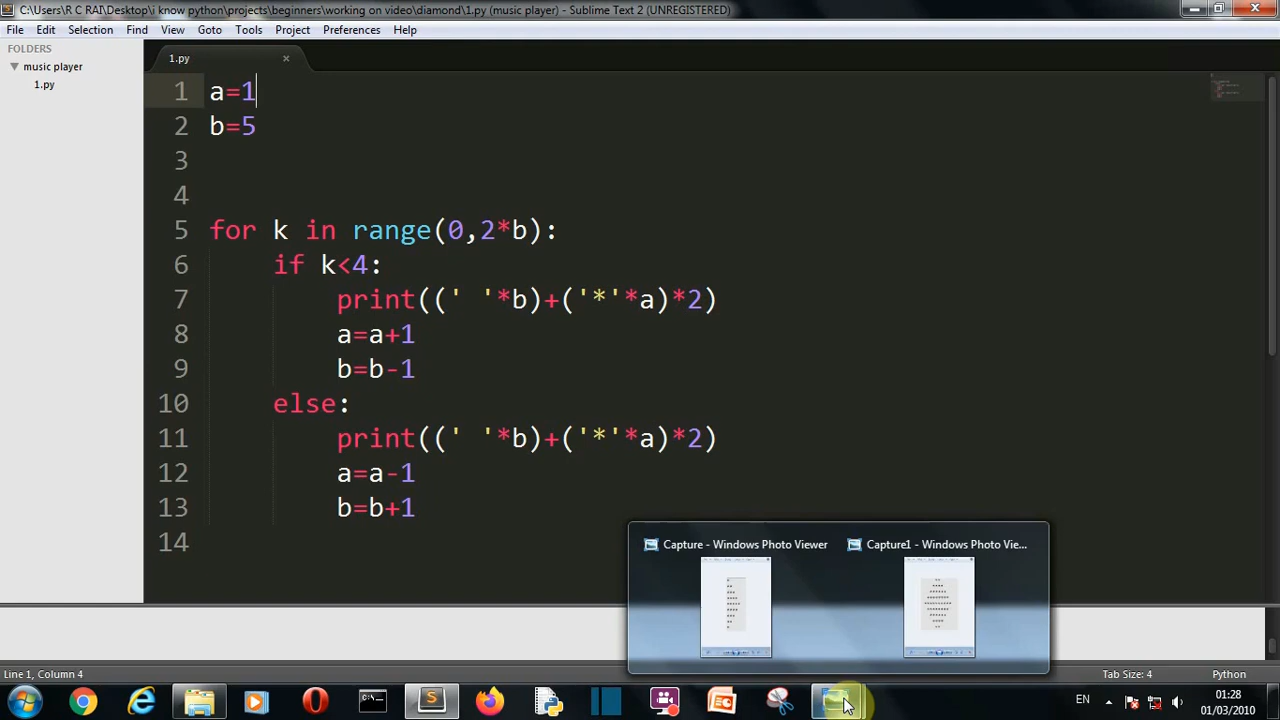 C:\Users\R C RAI\Desktop\i know python\projects\beginners\working on video\diamond\1.py (music player) - Sublime Text 2 (UNREGISTERED)
File Edit Selection Find View Goto Tools Project Preferences Help
FOLDERS
music player
1.py
1.py
1 a=1
2 b=5
3
4
5 for k in range(0,2*b):
6 if k<4:
7 print((' '*b)+('*'*a)*2)
8 a=a+1
9 b=b-1
10 else:
11 print((' '*b)+('*'*a)*2)
12 a=a-1
13 b=b+1
14
Capture - Windows Photo Viewer Capture1 - Windows Photo Vie...
Line 1, Column 4 Tab Size: 4 Python
EN 01:28
01/03/2010